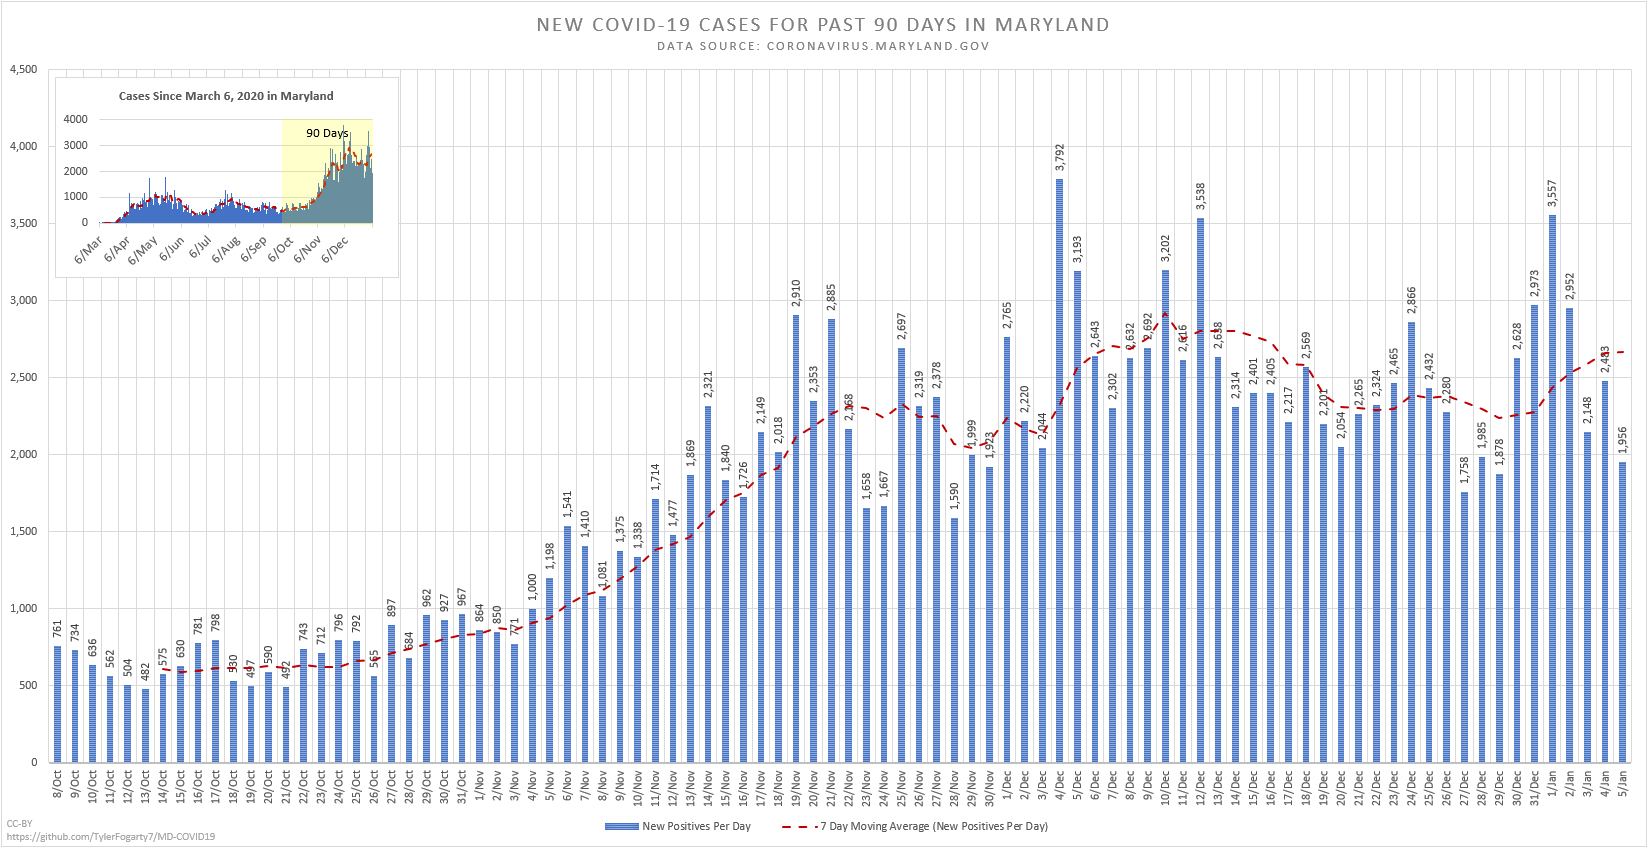 NEW COVID-19 CASES FOR PAST 90 DAYS IN MARYLAND
DATA SOURCE: CORONAVIRUS.MARYLAND.GOV
4,500
4,000
3,500
3,000
2,500
2,000
1,500
1,000
500
0
Cases Since March 6, 2020 in Maryland
90 Days
4000
3000
2000
1000
0
6/Mar 6/Apr 6/May 6/Jun 6/Jul 6/Aug 6/Sep 6/Oct 6/Nov 6/Dec
761 734 636 562 504 482 575 630 781 798 530 497 590 492 743 712 796 792 565 897 684 962 927 967 864 850 771 1,000 1,198 1,541 1,410 1,081 1,375 1,338 1,714 1,477 1,869 2,321 1,840 1,726 2,149 2,018 2,910 2,353 2,885 2,168 1,658 1,667 2,697 2,319 2,378 1,590 1,999 1,923 2,765 2,220 2,044 3,792 3,193 2,643 2,302 2,632 2,692 3,202 2,616 3,538 2,638 2,314 2,401 2,405 2,217 2,569 2,201 2,054 2,265 2,324 2,465 2,866 2,432 2,280 1,758 1,985 1,878 2,628 2,973 3,557 2,952 2,148 2,483 1,956
8/Oct 9/Oct 10/Oct 11/Oct 12/Oct 13/Oct 14/Oct 15/Oct 16/Oct 17/Oct 18/Oct 19/Oct 20/Oct 21/Oct 22/Oct 23/Oct 24/Oct 25/Oct 26/Oct 27/Oct 28/Oct 29/Oct 30/Oct 31/Oct 1/Nov 2/Nov 3/Nov 4/Nov 5/Nov 6/Nov 7/Nov 8/Nov 9/Nov 10/Nov 11/Nov 12/Nov 13/Nov 14/Nov 15/Nov 16/Nov 17/Nov 18/Nov 19/Nov 20/Nov 21/Nov 22/Nov 23/Nov 24/Nov 25/Nov 26/Nov 27/Nov 28/Nov 29/Nov 30/Nov 1/Dec 2/Dec 3/Dec 4/Dec 5/Dec 6/Dec 7/Dec 8/Dec 9/Dec 10/Dec 11/Dec 12/Dec 13/Dec 14/Dec 15/Dec 16/Dec 17/Dec 18/Dec 19/Dec 20/Dec 21/Dec 22/Dec 23/Dec 24/Dec 25/Dec 26/Dec 27/Dec 28/Dec 29/Dec 30/Dec 31/Dec 1/Jan 2/Jan 3/Jan 4/Jan 5/Jan
New Positives Per Day
7 Day Moving Average (New Positives Per Day)
CC-BY
https://github.com/TylerFogarty7/MD-COVID19